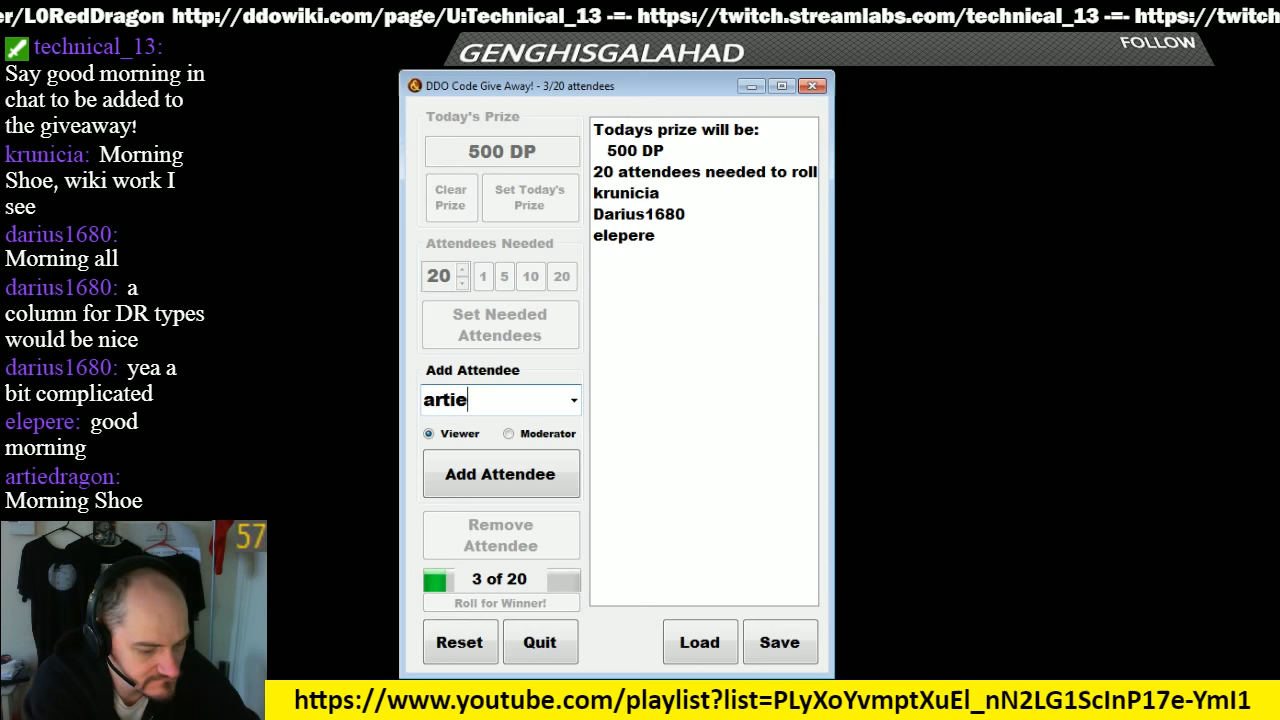 er/L0RedDragon http://ddowiki.com/page/U:Technical_13 -=- https://twitch.streamlabs.com/technical_13 -=- https://twitch
GENGHISGALAHAD
FOLLOW
technical_13:
Say good morning in
chat to be added to
the giveaway!
krunicia: Morning
Shoe, wiki work I
see
darius1680:
Morning all
darius1680: a
column for DR types
would be nice
darius1680: yea a
bit complicated
elepere: good
morning
artiedragon:
Morning Shoe
57
DDO Code Give Away! - 3/20 attendees
Today's Prize
500 DP
Clear
Prize
Set Today's
Prize
Attendees Needed
20
1
5
10
20
Set Needed
Attendees
Add Attendee
artie
Viewer
Moderator
Add Attendee
Remove
Attendee
3 of 20
Roll for Winner!
Reset
Quit
Load
Save
Todays prize will be:
500 DP
20 attendees needed to roll
krunicia
Darius1680
elepere
https://www.youtube.com/playlist?list=PLyXoYvmptXuEl_nN2LG1ScInP17e-YmI1